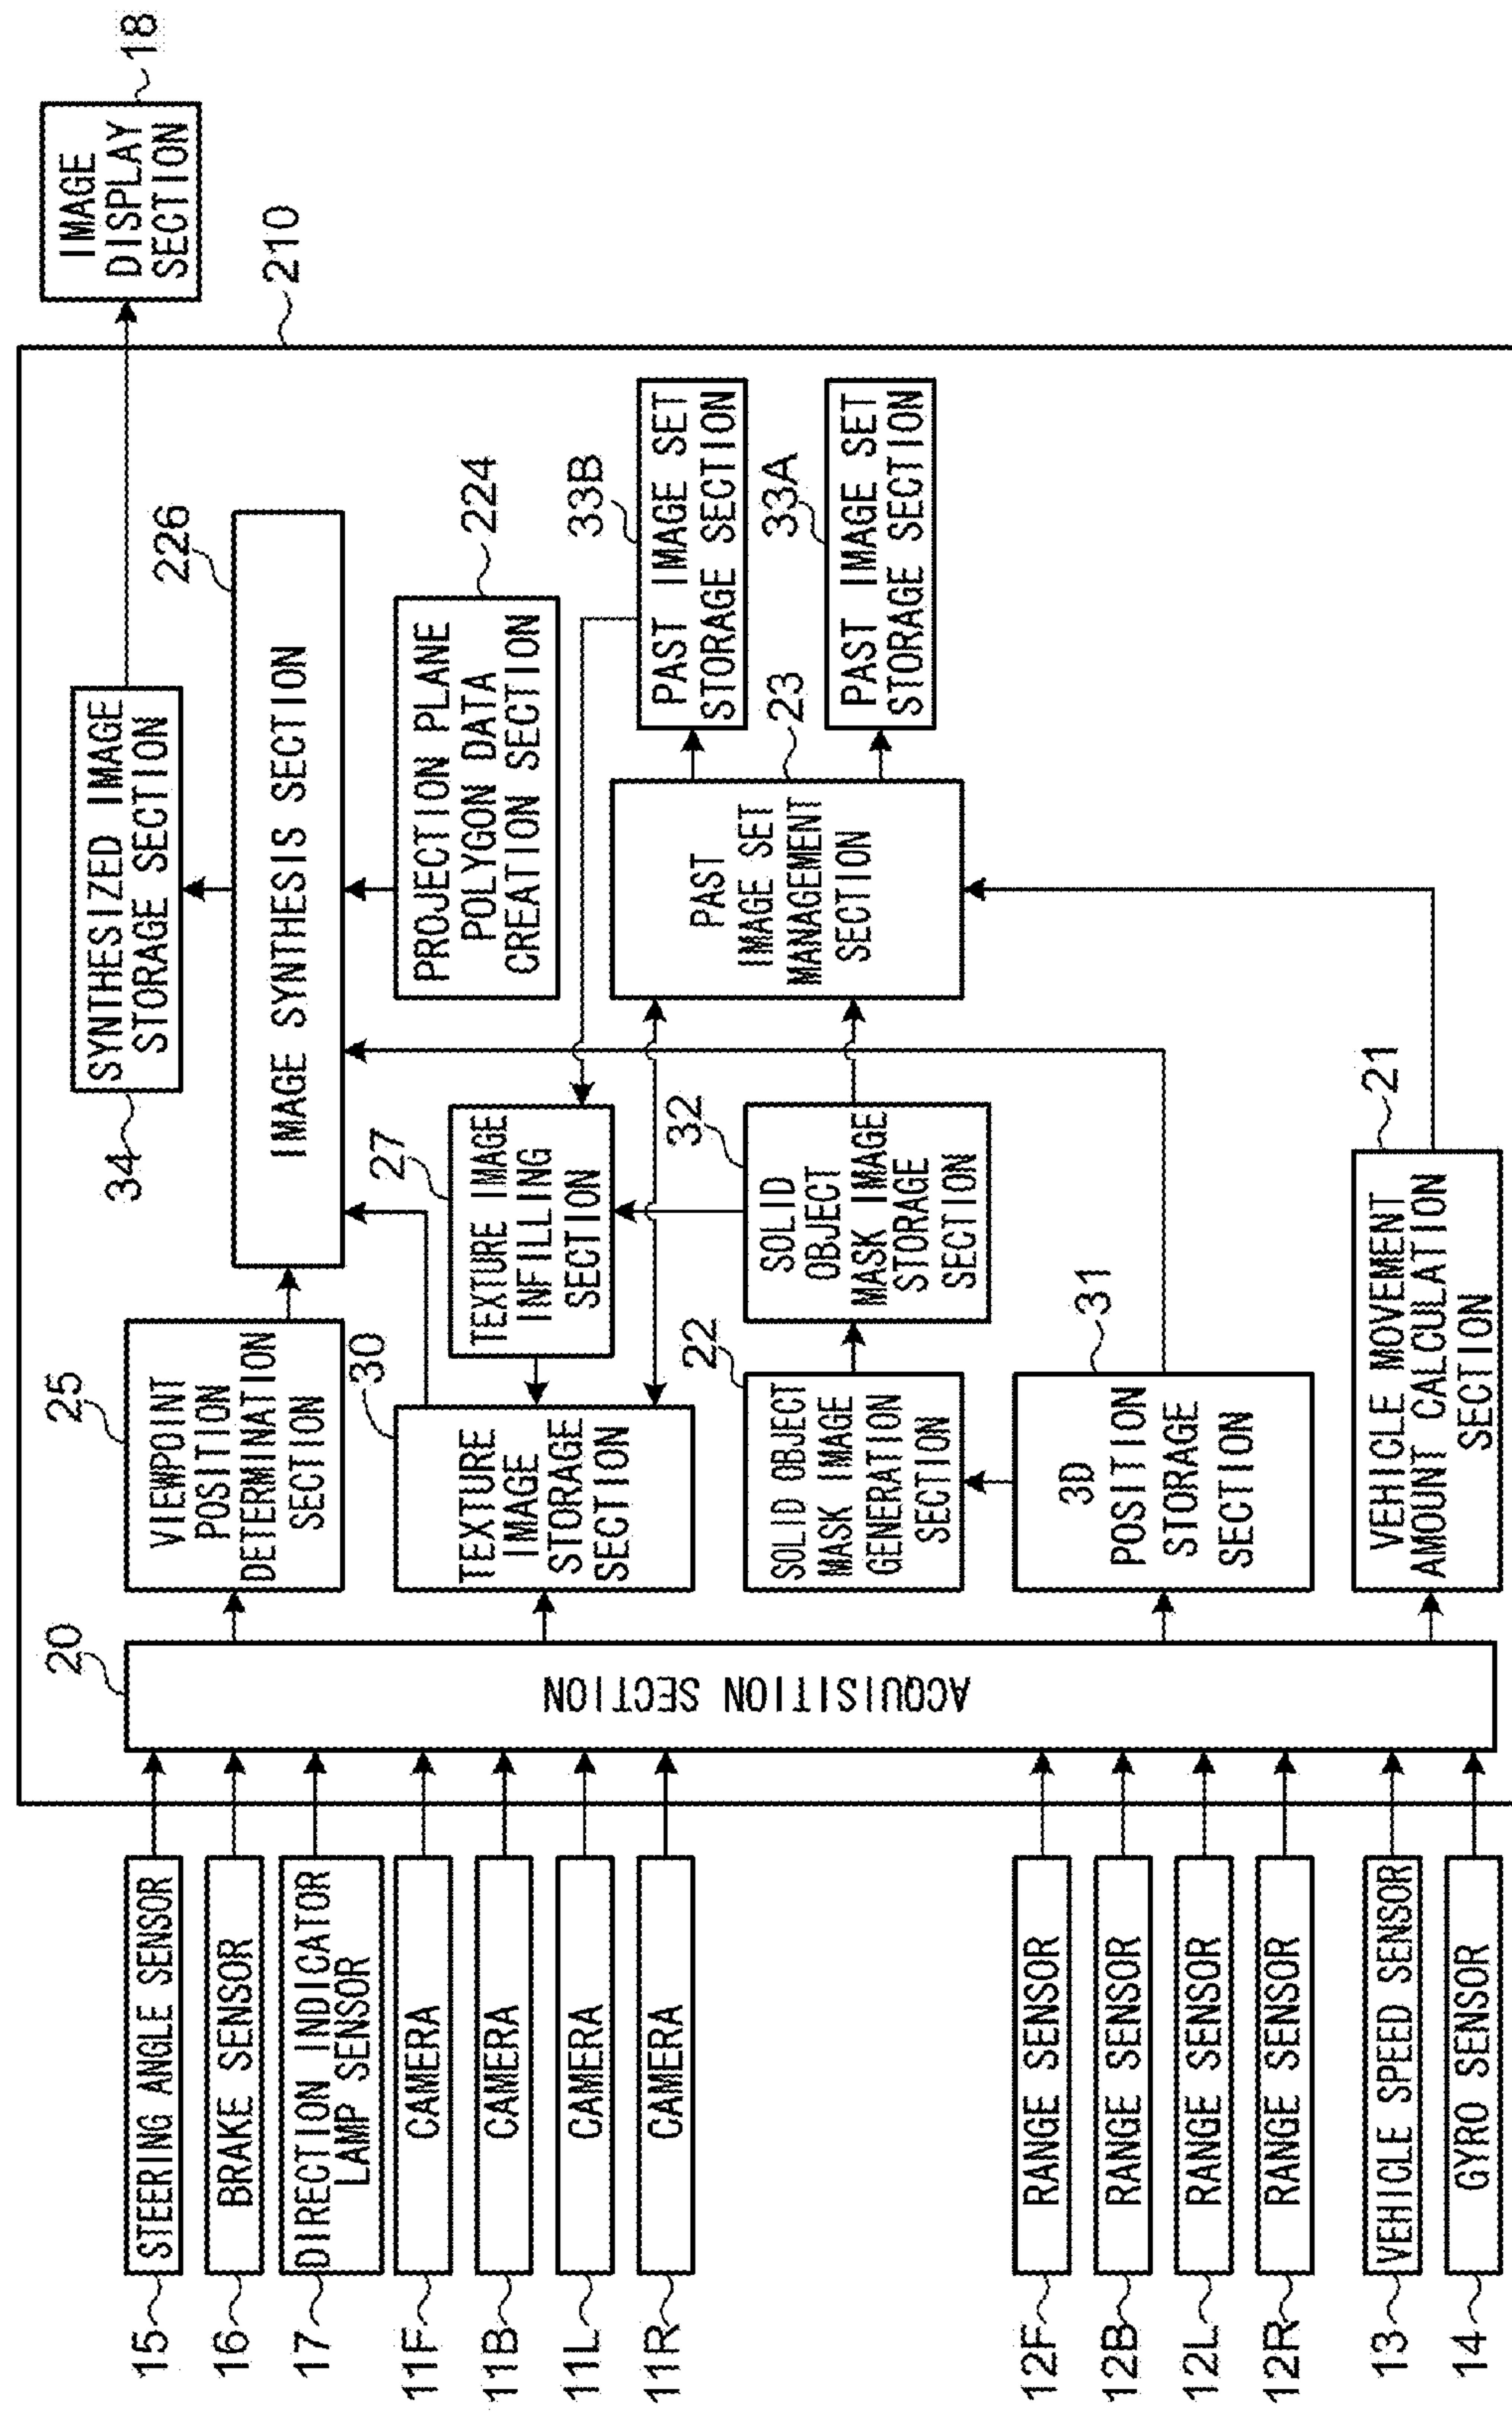 15
STEERING ANGLE SENSOR
16
BRAKE SENSOR
17
DIRECTION INDICATOR
LAMP SENSOR
11F
CAMERA
11B
CAMERA
11L
CAMERA
11R
CAMERA
12F
RANGE SENSOR
12B
RANGE SENSOR
12L
RANGE SENSOR
12R
RANGE SENSOR
13
VEHICLE SPEED SENSOR
14
GYRO SENSOR
20
ACQUISITION SECTION
25
VIEWPOINT
POSITION
DETERMINATION
SECTION
30
TEXTURE
IMAGE
STORAGE
SECTION
22
SOLID OBJECT
MASK IMAGE
GENERATION
SECTION
31
3D
POSITION
STORAGE
SECTION
21
VEHICLE MOVEMENT
AMOUNT CALCULATION
SECTION
27
TEXTURE IMAGE
INFILLING
SECTION
32
SOLID
OBJECT
MASK IMAGE
STORAGE
SECTION
34
SYNTHESIZED IMAGE
STORAGE SECTION
226
IMAGE SYNTHESIS SECTION
224
PROJECTION PLANE
POLYGON DATA
CREATION SECTION
23
PAST
IMAGE SET
MANAGEMENT
SECTION
33B
PAST IMAGE SET
STORAGE SECTION
33A
PAST IMAGE SET
STORAGE SECTION
210
18
IMAGE
DISPLAY
SECTION